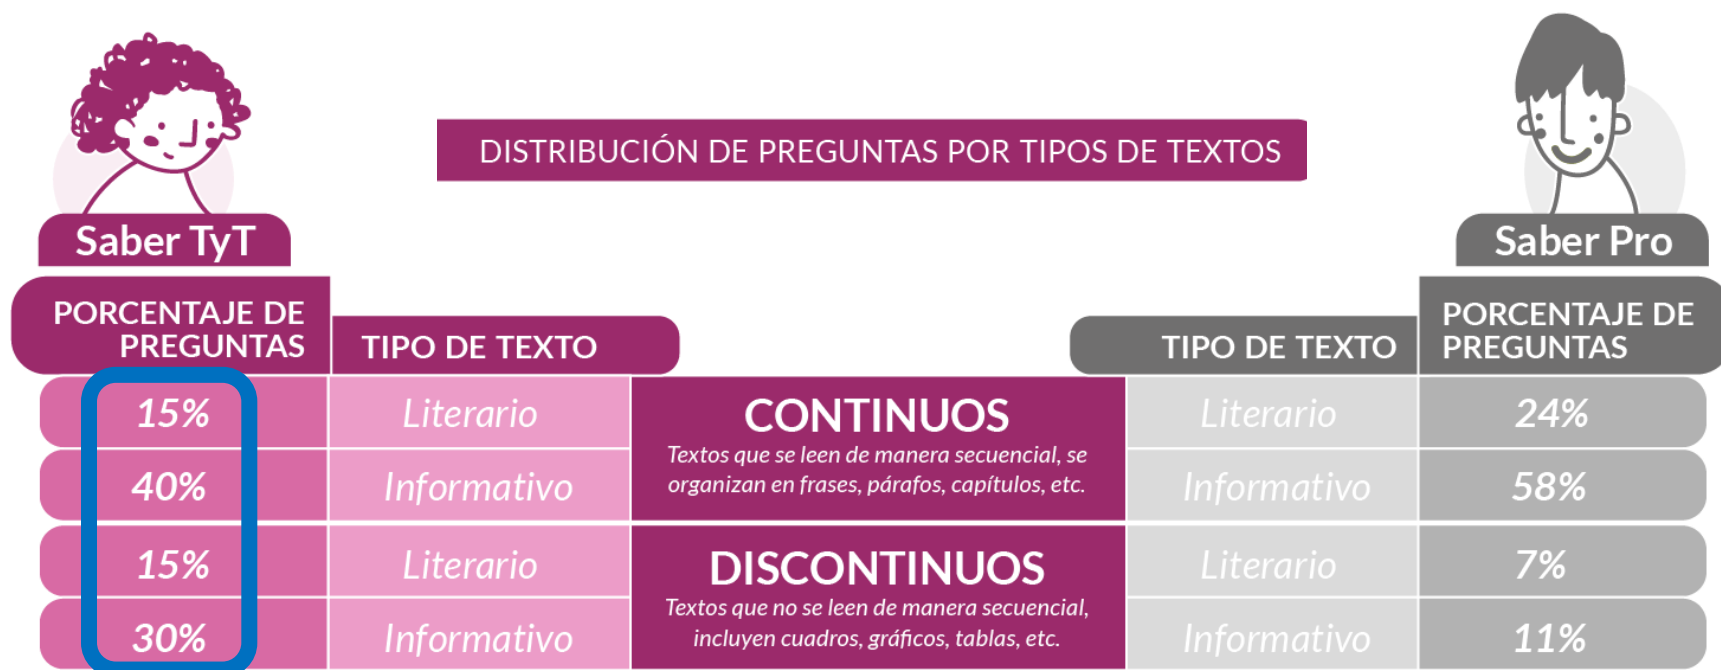 DISTRIBUCIÓN DE PREGUNTAS POR TIPOS DE TEXTOS
Saber TyT
Saber Pro
PORCENTAJE DE
PREGUNTAS
TIPO DE TEXTO
TIPO DE TEXTO
PORCENTAJE DE
PREGUNTAS
15%
Literario
CONTINUOS
Textos que se leen de manera secuencial, se
organizan en frases, párafos, capítulos, etc.
Literario
24%
40%
Informativo
Informativo
58%
15%
Literario
DISCONTINUOS
Textos que no se leen de manera secuencial,
incluyen cuadros, gráficos, tablas, etc.
Literario
7%
30%
Informativo
Informativo
11%